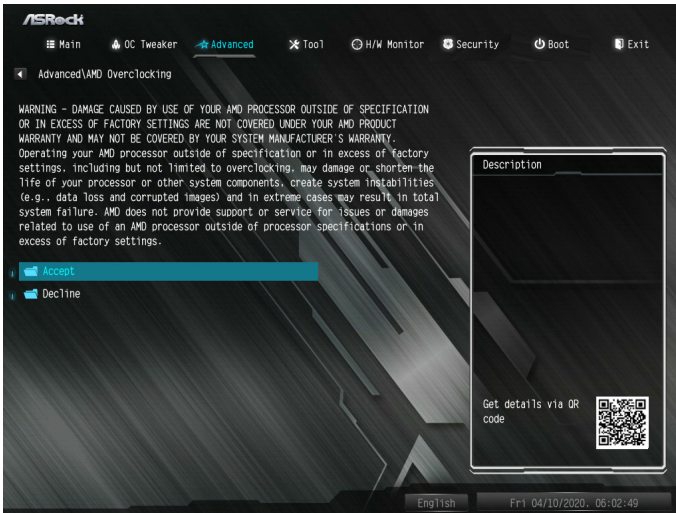 ASRock
Main OC Tweaker Advanced Tool H/W Monitor Security Boot Exit
Advanced\AMD Overclocking
WARNING - DAMAGE CAUSED BY USE OF YOUR AMD PROCESSOR OUTSIDE OF SPECIFICATION
OR IN EXCESS OF FACTORY SETTINGS ARE NOT COVERED UNDER YOUR AMD PRODUCT
WARRANTY AND MAY NOT BE COVERED BY YOUR SYSTEM MANUFACTURER'S WARRANTY.
Operating your AMD processor outside of specification or in excess of factory
settings, including but not limited to overclocking, may damage or shorten the
life of your processor or other system components, create system instabilities
(e.g., data loss and corrupted images) and in extreme cases may result in total
system failure. AMD does not provide support or service for issues or damages
related to use of an AMD processor outside of processor specifications or in
excess of factory settings.
Accept
Decline
Description
Get details via QR
code
English
Fri 04/10/2020, 06:02:49